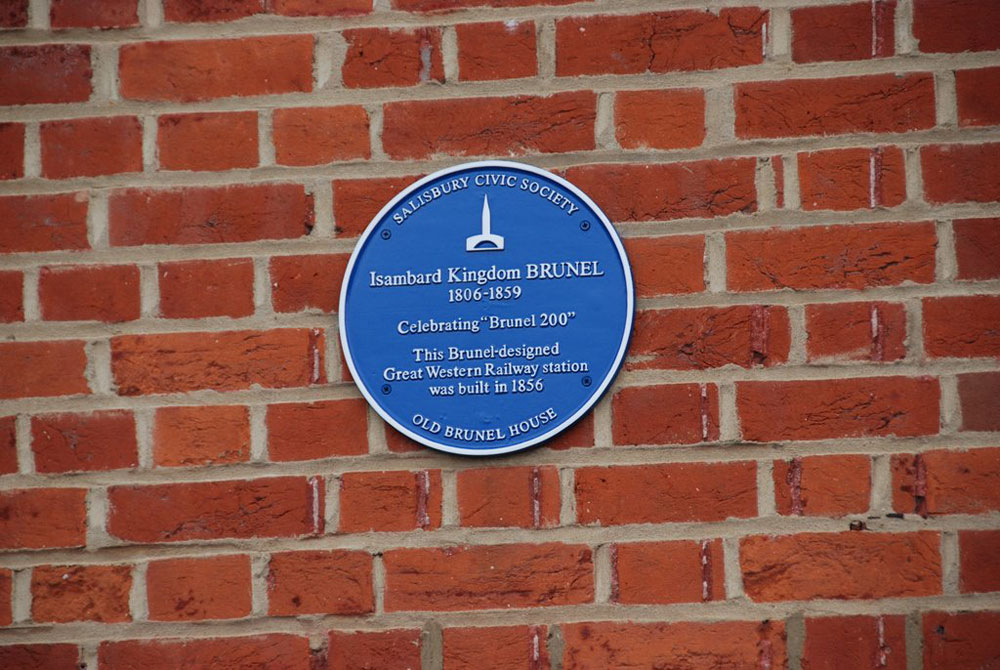 SALISBURY CIVIC SOCIETY
Isambard Kingdom BRUNEL
1806-1859
Celebrating "Brunel 200"
This Brunel-designed
Great Western Railway station
was built in 1856
OLD BRUNEL HOUSE